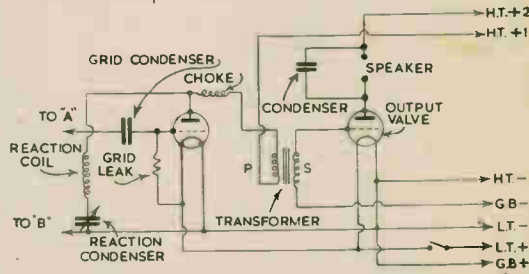 H.T.+2
H.T.+1
GRID CONDENSER
CHOKE
SPEAKER
CONDENSER
TO "A"
OUTPUT
VALVE
REACTION
COIL
GRID
LEAK
P
S
H.T.-
G.B-
TRANSFORMER
TO "B"
L.T.-
REACTION
CONDENSER
L.T.+
G.B+